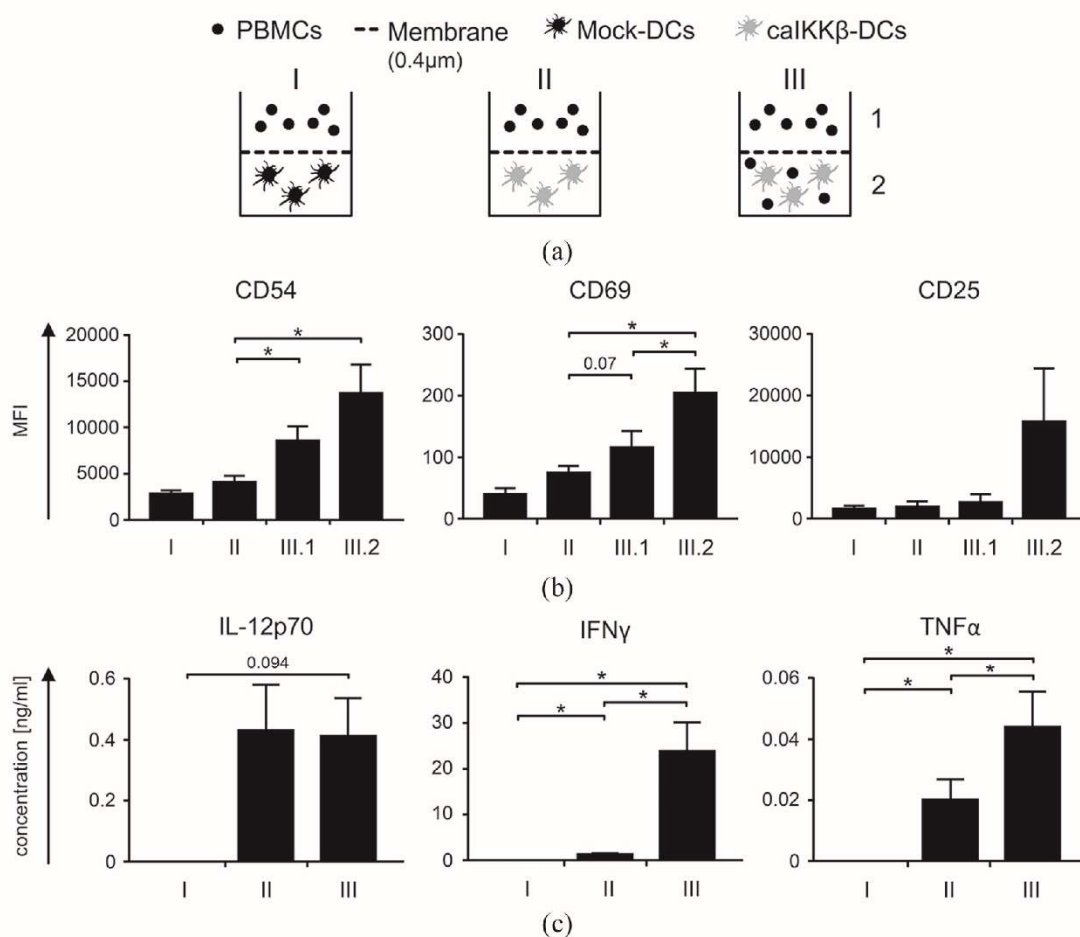 PBMCs Membrane (0.4µm) Mock-DCs caIKKβ-DCs
I II III
1
2
(a)
CD54 CD69 CD25
MFI
20000
15000
10000
5000
0
* *
I II III.1 III.2
300
200
100
0
*
*
0.07
I II III.1 III.2
30000
20000
10000
0
I II III.1 III.2
(b)
IL-12p70 IFNγ TNFα
concentration [ng/ml]
0.6
0.4
0.2
0
0.094
I II III
40
30
20
10
0
*
* *
I II III
0.06
0.04
0.02
0
*
* *
I II III
(c)